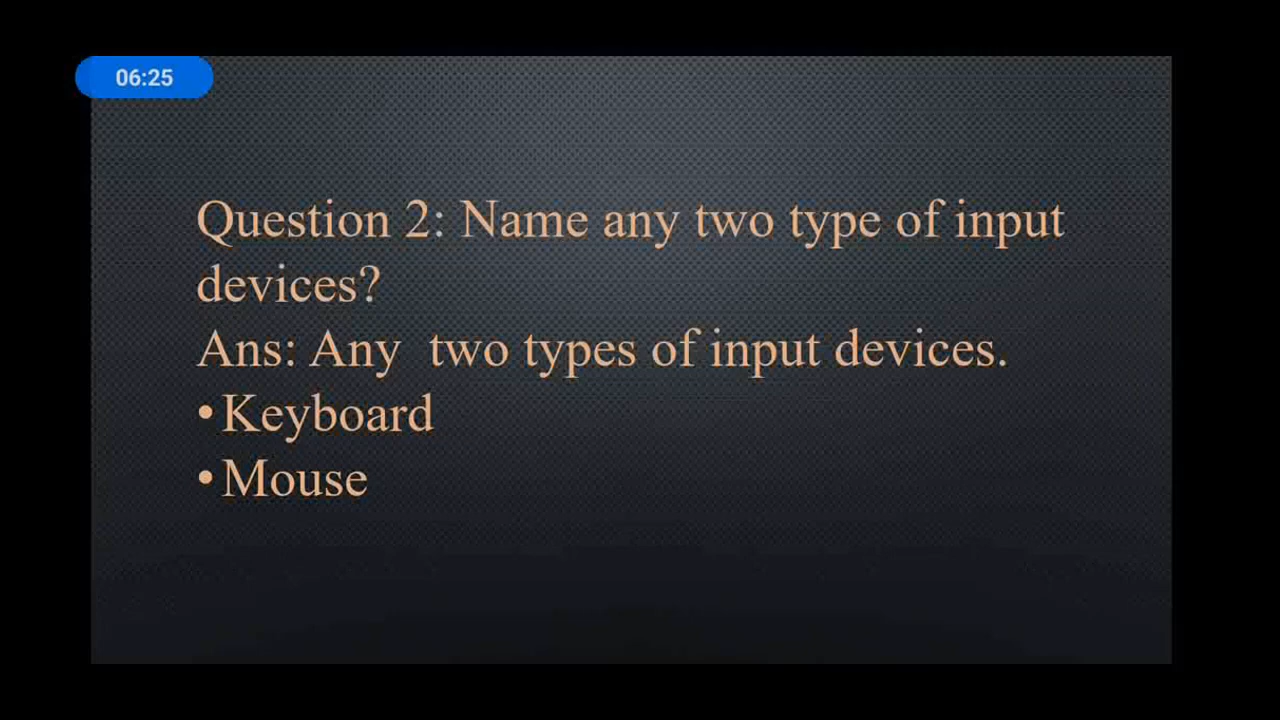 06:25
Question 2: Name any two type of input
devices?
Ans: Any  two types of input devices.
•Keyboard
•Mouse